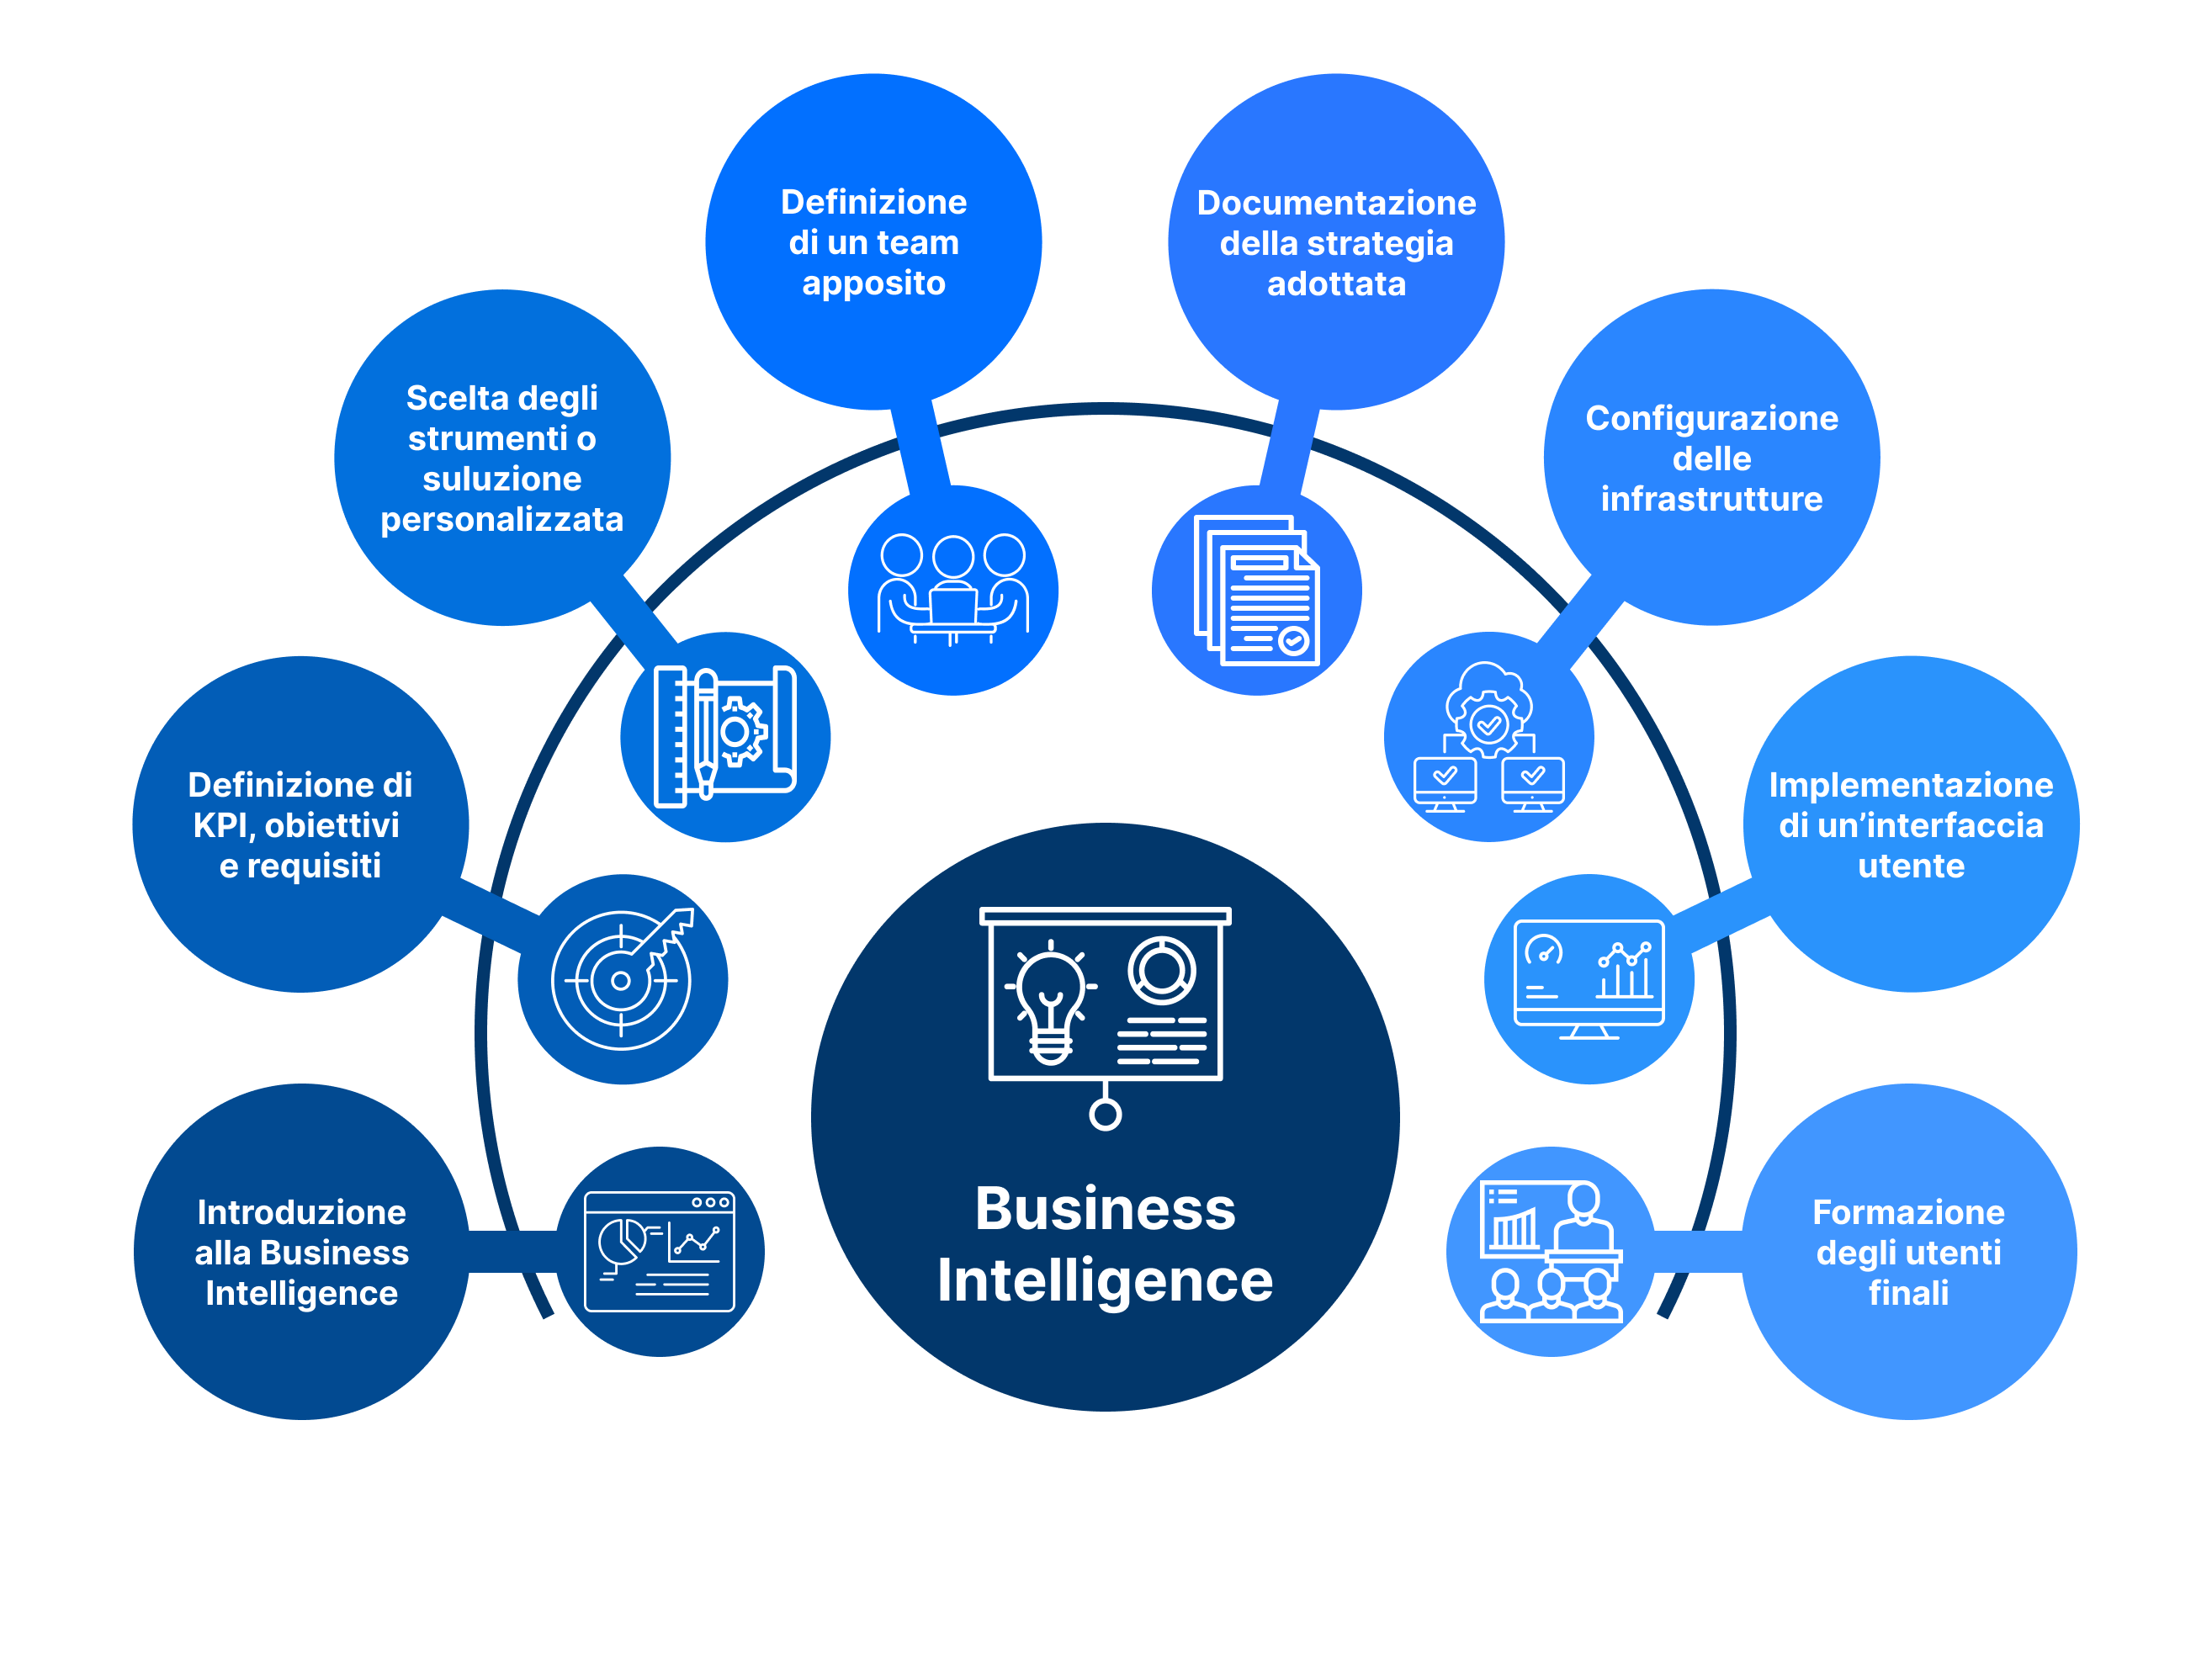 Introduzione
alla Business
Intelligence
Definizione di
KPI, obiettivi
e requisiti
Scelta degli
strumenti o
suluzione
personalizzata
Definizione
di un team
apposito
Documentazione
della strategia
adottata
Configurazione
delle
infrastrutture
Implementazione
di un’interfaccia
utente
Formazione
degli utenti
finali
Business
Intelligence